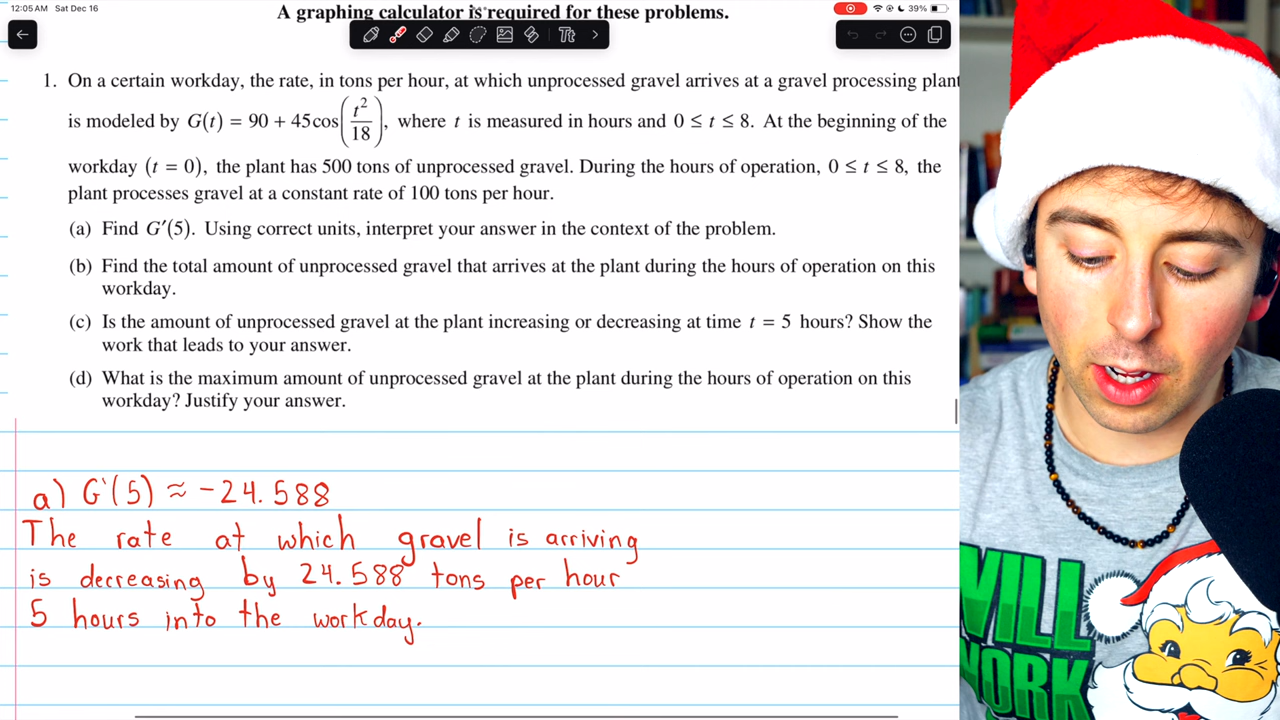 12:05 AM Sat Dec 16
39%
A graphing calculator is required for these problems.
1. On a certain workday, the rate, in tons per hour, at which unprocessed gravel arrives at a gravel processing plant
is modeled by G(t) = 90 + 45cos(t²/18), where t is measured in hours and 0 ≤ t ≤ 8. At the beginning of the
workday (t = 0), the plant has 500 tons of unprocessed gravel. During the hours of operation, 0 ≤ t ≤ 8, the
plant processes gravel at a constant rate of 100 tons per hour.
(a) Find G′(5). Using correct units, interpret your answer in the context of the problem.
(b) Find the total amount of unprocessed gravel that arrives at the plant during the hours of operation on this
workday.
(c) Is the amount of unprocessed gravel at the plant increasing or decreasing at time t = 5 hours? Show the
work that leads to your answer.
(d) What is the maximum amount of unprocessed gravel at the plant during the hours of operation on this
workday? Justify your answer.
a) G'(5) ≈ -24.588
The rate at which gravel is arriving
is decreasing by 24.588 tons per hour
5 hours into the workday.
WILL
WORK